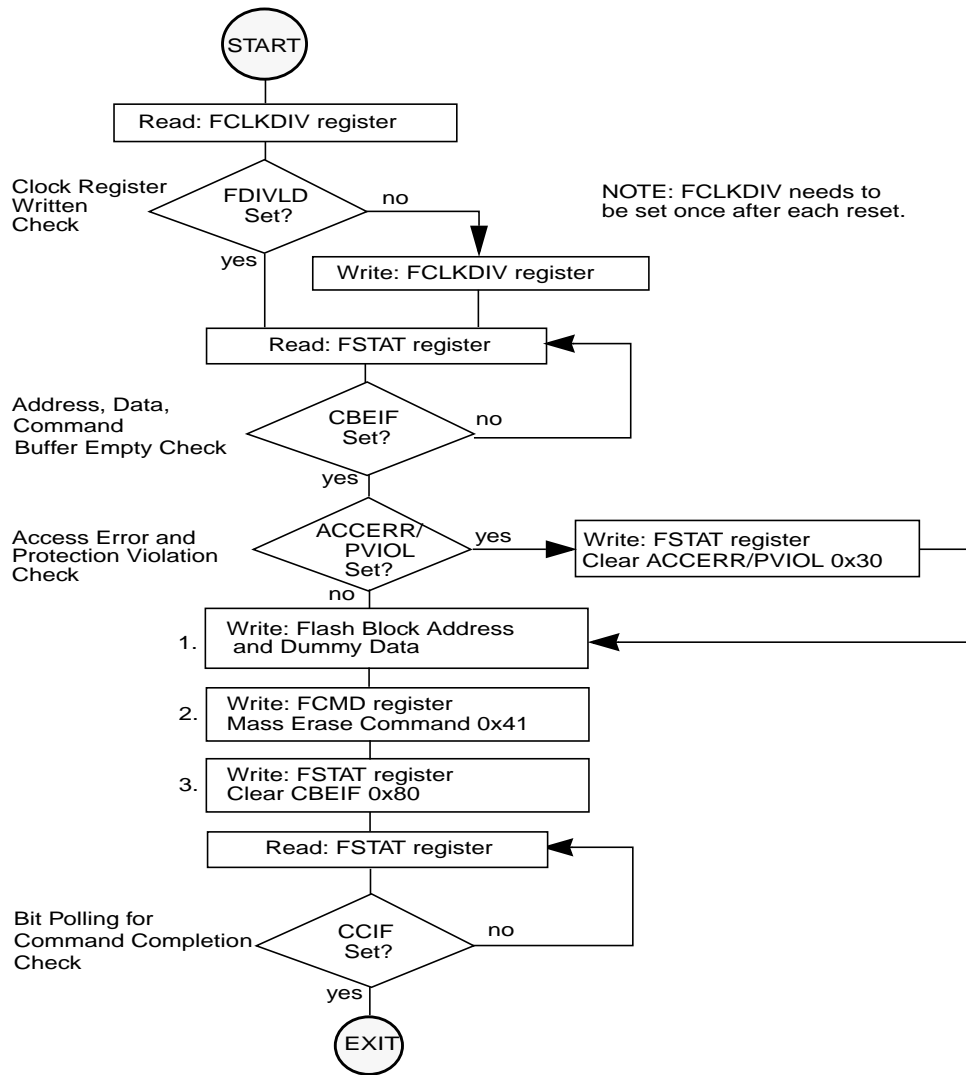 START
Read: FCLKDIV register
Clock Register
Written
Check
FDIVLD
Set?
no
NOTE: FCLKDIV needs to
be set once after each reset.
yes
Write: FCLKDIV register
Read: FSTAT register
Address, Data,
Command
Buffer Empty Check
CBEIF
Set?
no
yes
Access Error and
Protection Violation
Check
ACCERR/
PVIOL
Set?
yes
Write: FSTAT register
Clear ACCERR/PVIOL 0x30
no
1.
Write: Flash Block Address
and Dummy Data
2.
Write: FCMD register
Mass Erase Command 0x41
3.
Write: FSTAT register
Clear CBEIF 0x80
Read: FSTAT register
Bit Polling for
Command Completion
Check
CCIF
Set?
no
yes
EXIT